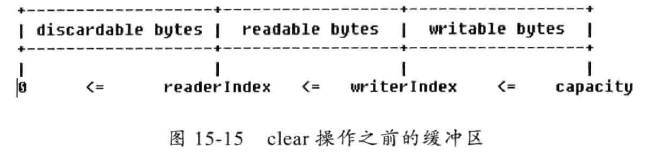 +-------------------+------------------+------------------+
| discardable bytes | readable bytes | writable bytes |
+-------------------+------------------+------------------+
| | | |
0 <= readerIndex <= writerIndex <= capacity
图 15-15 clear 操作之前的缓冲区